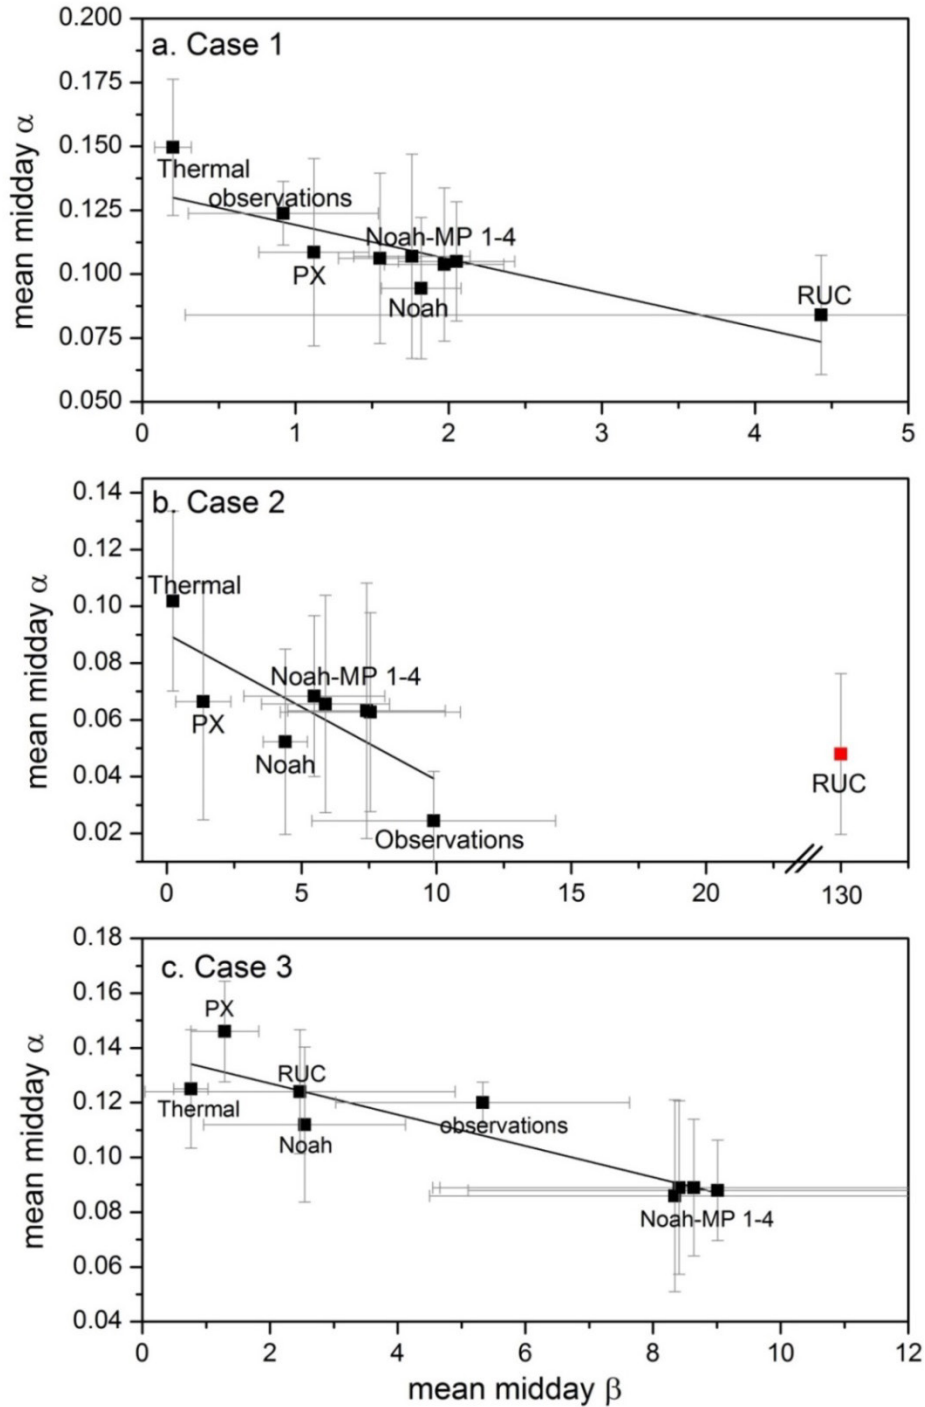 a. Case 1
mean midday α
0.200
0.175
0.150
0.125
0.100
0.075
0.050
Thermal
observations
PX
Noah-MP 1-4
Noah
RUC
0 1 2 3 4 5
b. Case 2
mean midday α
0.14
0.12
0.10
0.08
0.06
0.04
0.02
Thermal
PX
Noah-MP 1-4
Noah
Observations
RUC
0 5 10 15 20 130
c. Case 3
mean midday α
0.18
0.16
0.14
0.12
0.10
0.08
0.06
0.04
PX
RUC
Thermal
Noah
observations
Noah-MP 1-4
0 2 4 6 8 10 12
mean midday β